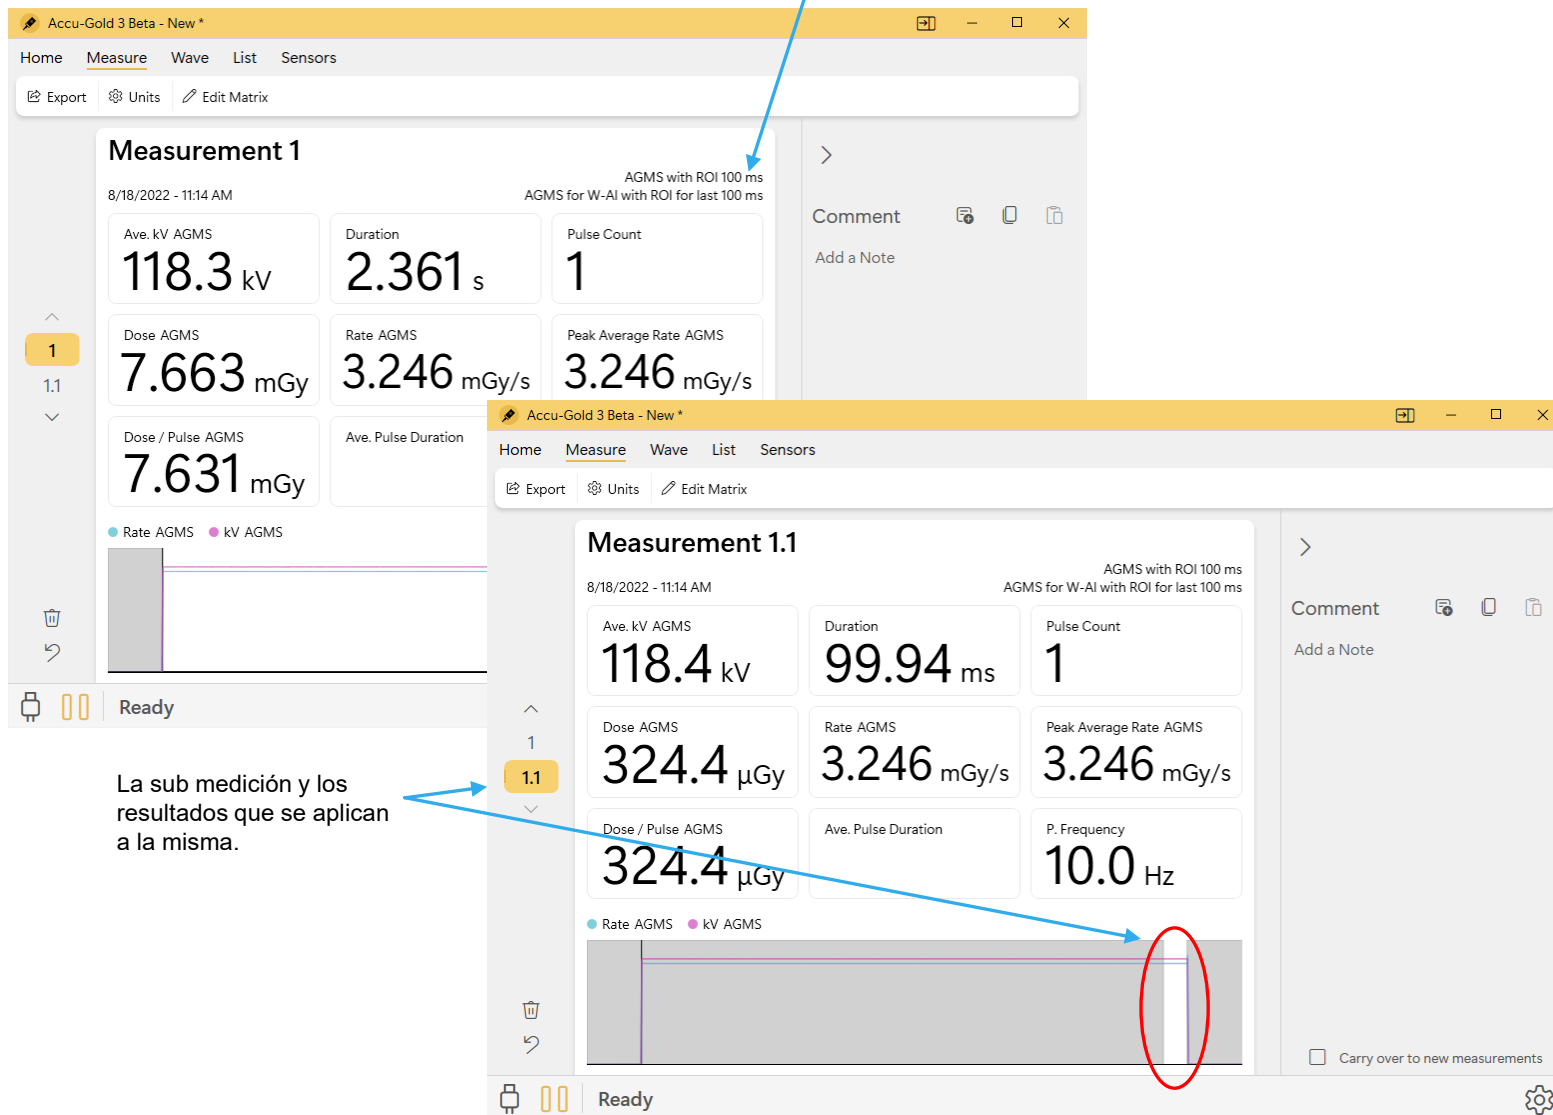 Accu-Gold 3 Beta - New *
Home Measure Wave List Sensors
Export Units Edit Matrix
Measurement 1
AGMS with ROI 100 ms
8/18/2022 - 11:14 AM
AGMS for W-Al with ROI for last 100 ms
Ave. kV AGMS Duration Pulse Count
118.3 kV 2.361 s 1
Dose AGMS Rate AGMS Peak Average Rate AGMS
7.663 mGy 3.246 mGy/s 3.246 mGy/s
Dose / Pulse AGMS Ave. Pulse Duration
7.631 mGy
Rate AGMS kV AGMS
1
1.1
Comment
Add a Note
Ready
Accu-Gold 3 Beta - New *
Home Measure Wave List Sensors
Export Units Edit Matrix
Measurement 1.1
AGMS with ROI 100 ms
8/18/2022 - 11:14 AM
AGMS for W-Al with ROI for last 100 ms
Ave. kV AGMS Duration Pulse Count
118.4 kV 99.94 ms 1
Dose AGMS Rate AGMS Peak Average Rate AGMS
324.4 µGy 3.246 mGy/s 3.246 mGy/s
Dose / Pulse AGMS Ave. Pulse Duration P. Frequency
324.4 µGy 10.0 Hz
Rate AGMS kV AGMS
1
1.1
Comment
Add a Note
Carry over to new measurements
Ready
La sub medición y los
resultados que se aplican
a la misma.